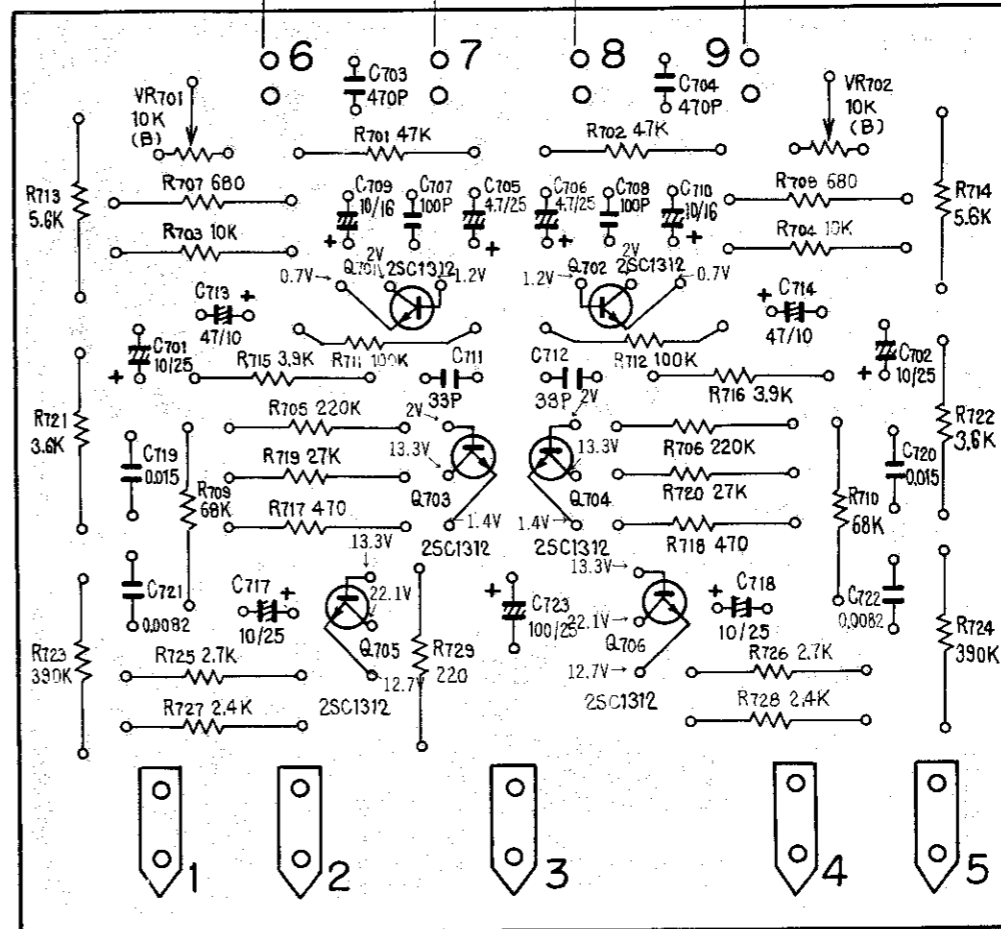 6
7
8
9
C703
470P
C704
470P
VR701
10K
(B)
VR702
10K
(B)
R701 47K
R702 47K
R713
5.6K
R707 680
C709
10/16
+
C707
100P
C705
4.7/25
+
C706
4.7/25
+
C708
100P
C710
10/16
+
R709 680
R714
5.6K
R703 10K
R704 10K
2V
2V
0.7V
Q701
2SC1312
1.2V
1.2V
Q702
2SC1312
0.7V
C713
+
47/10
C714
+
47/10
C701
10/25
+
R711 100K
R712 100K
C702
10/25
+
R715 3.9K
C711
33P
C712
33P
R716 3.9K
R721
3.6K
R705 220K
2V
2V
R706 220K
R722
3.6K
C719
0.015
R719 27K
13.3V
13.3V
R720 27K
C720
0.015
R709
68K
Q703
Q704
R710
68K
R717 470
1.4V
1.4V
R718 470
2SC1312
2SC1312
13.3V
13.3V
C721
0.0082
C717
+
10/25
22.1V
Q705
+
C723
100/25
22.1V
Q706
C718
+
10/25
C722
0.0082
R723
390K
R725 2.7K
R729
220
R726 2.7K
R724
390K
12.7V
12.7V
R727 2.4K
2SC1312
2SC1312
R728 2.4K
1
2
3
4
5